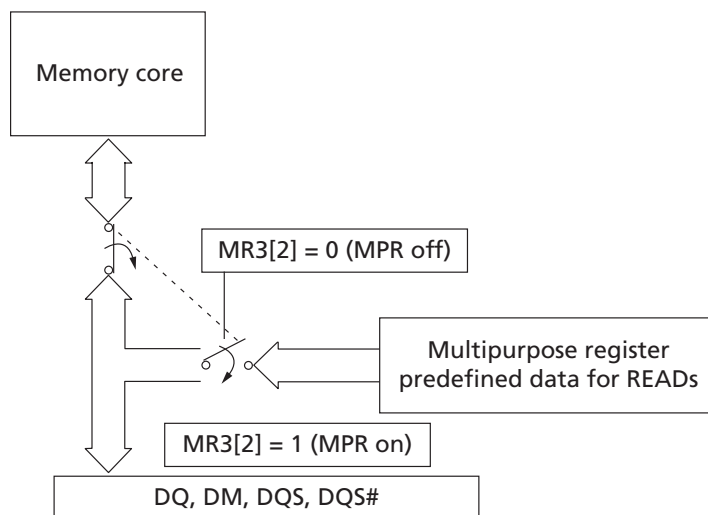 Memory core
MR3[2] = 0 (MPR off)
Multipurpose register
predefined data for READs
MR3[2] = 1 (MPR on)
DQ, DM, DQS, DQS#